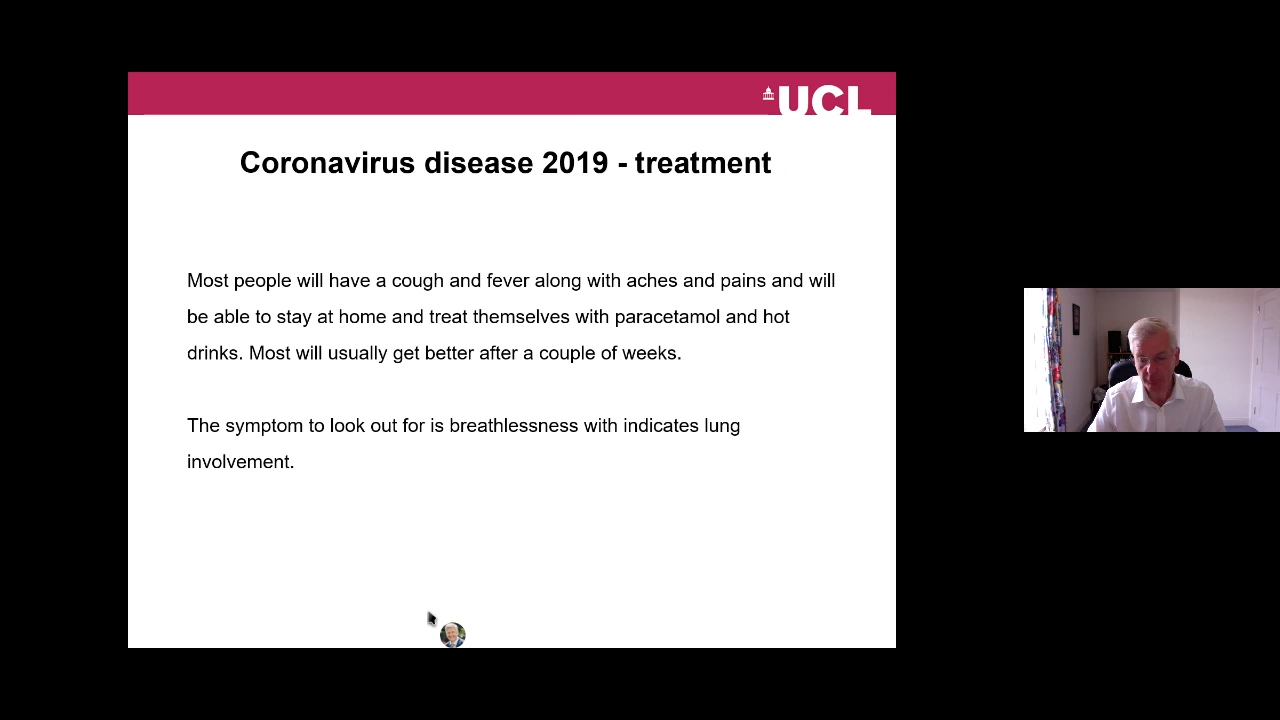 UCL
Coronavirus disease 2019 - treatment
Most people will have a cough and fever along with aches and pains and will
be able to stay at home and treat themselves with paracetamol and hot
drinks. Most will usually get better after a couple of weeks.
The symptom to look out for is breathlessness with indicates lung
involvement.